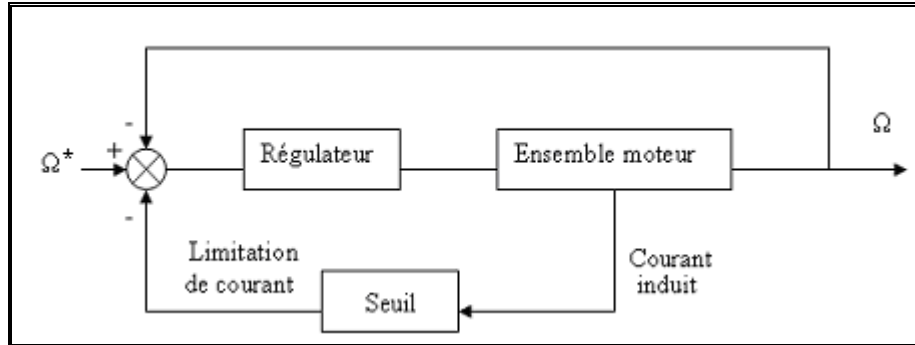 -
Ω*
+
Régulateur
Ensemble moteur
Ω
-
Limitation
de courant
Seuil
Courant
induit